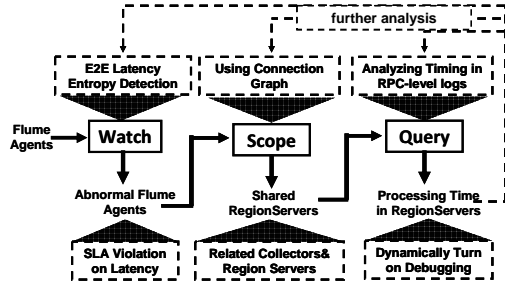 further analysis
E2E Latency
Entropy Detection
Using Connection
Graph
Analyzing Timing in
RPC-level logs
Flume
Agents
Watch
Scope
Query
Abnormal Flume
Agents
Shared
RegionServers
Processing Time
in RegionServers
SLA Violation
on Latency
Related Collectors&
Region Servers
Dynamically Turn
on Debugging